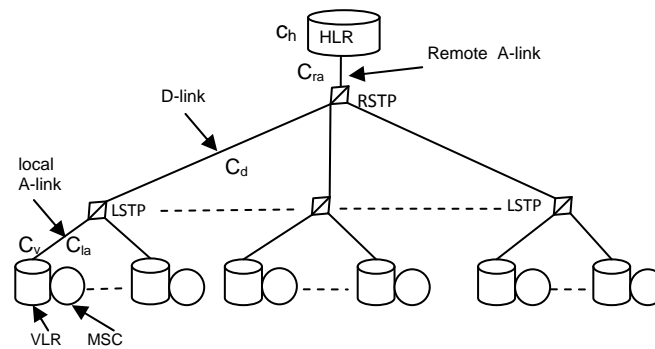 Ch
HLR
Remote A-link
Cra
D-link
RSTP
Cd
local
A-link
LSTP
LSTP
Cv
Cla
VLR
MSC